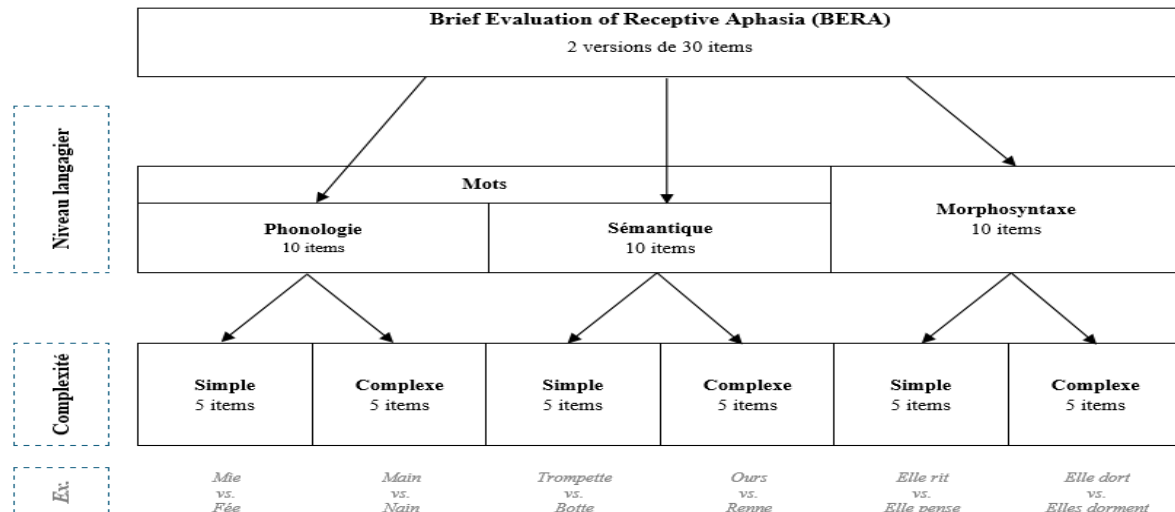 Brief Evaluation of Receptive Aphasia (BERA)
2 versions de 30 items
Niveau langagier
Mots
Phonologie
10 items
Sémantique
10 items
Morphosyntaxe
10 items
Complexité
Simple
5 items
Complexe
5 items
Simple
5 items
Complexe
5 items
Simple
5 items
Complexe
5 items
Ex.
Mie
vs.
Fée
Main
vs.
Nain
Trompette
vs.
Botte
Ours
vs.
Renne
Elle rit
vs.
Elle pense
Elle dort
vs.
Elles dorment